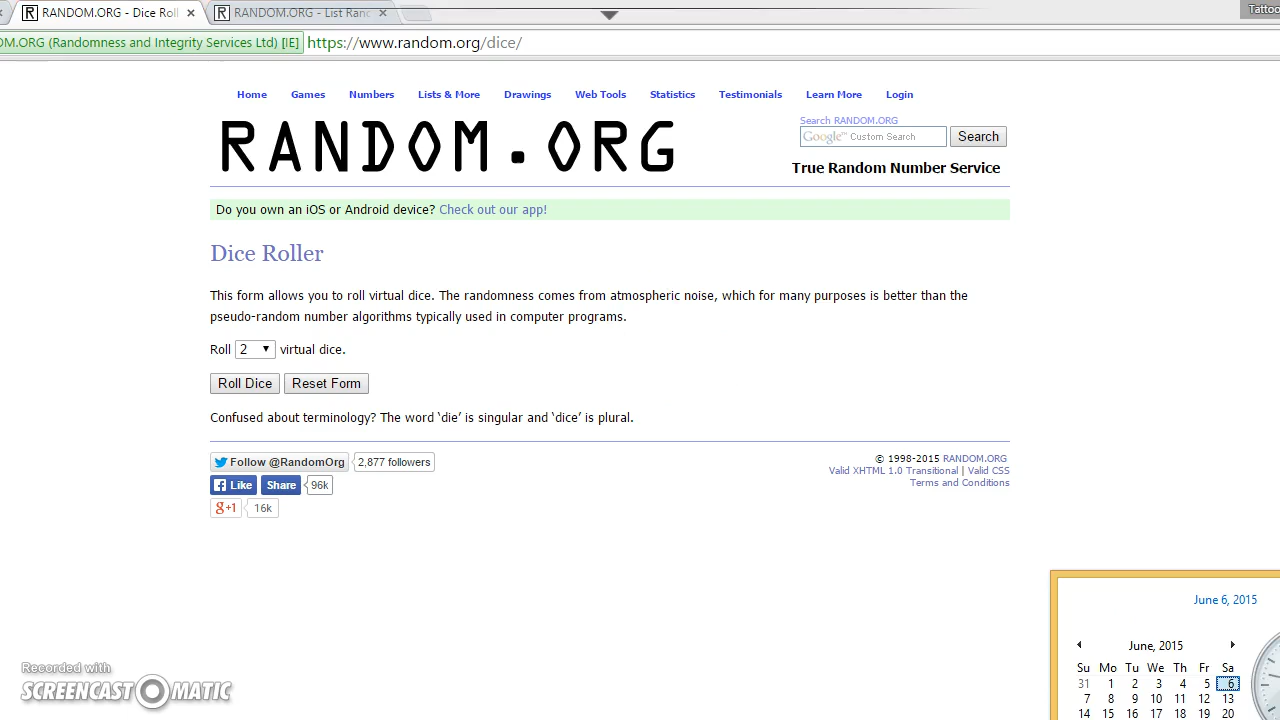 RANDOM.ORG - Dice Roll
RANDOM.ORG - List Ranc
Tattoo
OM.ORG (Randomness and Integrity Services Ltd) [IE] https://www.random.org/dice/
Home Games Numbers Lists & More Drawings Web Tools Statistics Testimonials Learn More Login
RANDOM.ORG
Search RANDOM.ORG
Google™ Custom Search Search
True Random Number Service
Do you own an iOS or Android device? Check out our app!
Dice Roller
This form allows you to roll virtual dice. The randomness comes from atmospheric noise, which for many purposes is better than the
pseudo-random number algorithms typically used in computer programs.
Roll 2 virtual dice.
Roll Dice Reset Form
Confused about terminology? The word ‘die’ is singular and ‘dice’ is plural.
Follow @RandomOrg 2,877 followers
Like Share 96k
g+1 16k
© 1998-2015 RANDOM.ORG
Valid XHTML 1.0 Transitional | Valid CSS
Terms and Conditions
June 6, 2015
June, 2015
Su Mo Tu We Th Fr Sa
31 1 2 3 4 5 6
7 8 9 10 11 12 13
14 15 16 17 18 19 20
Recorded with
SCREENCAST-O-MATIC